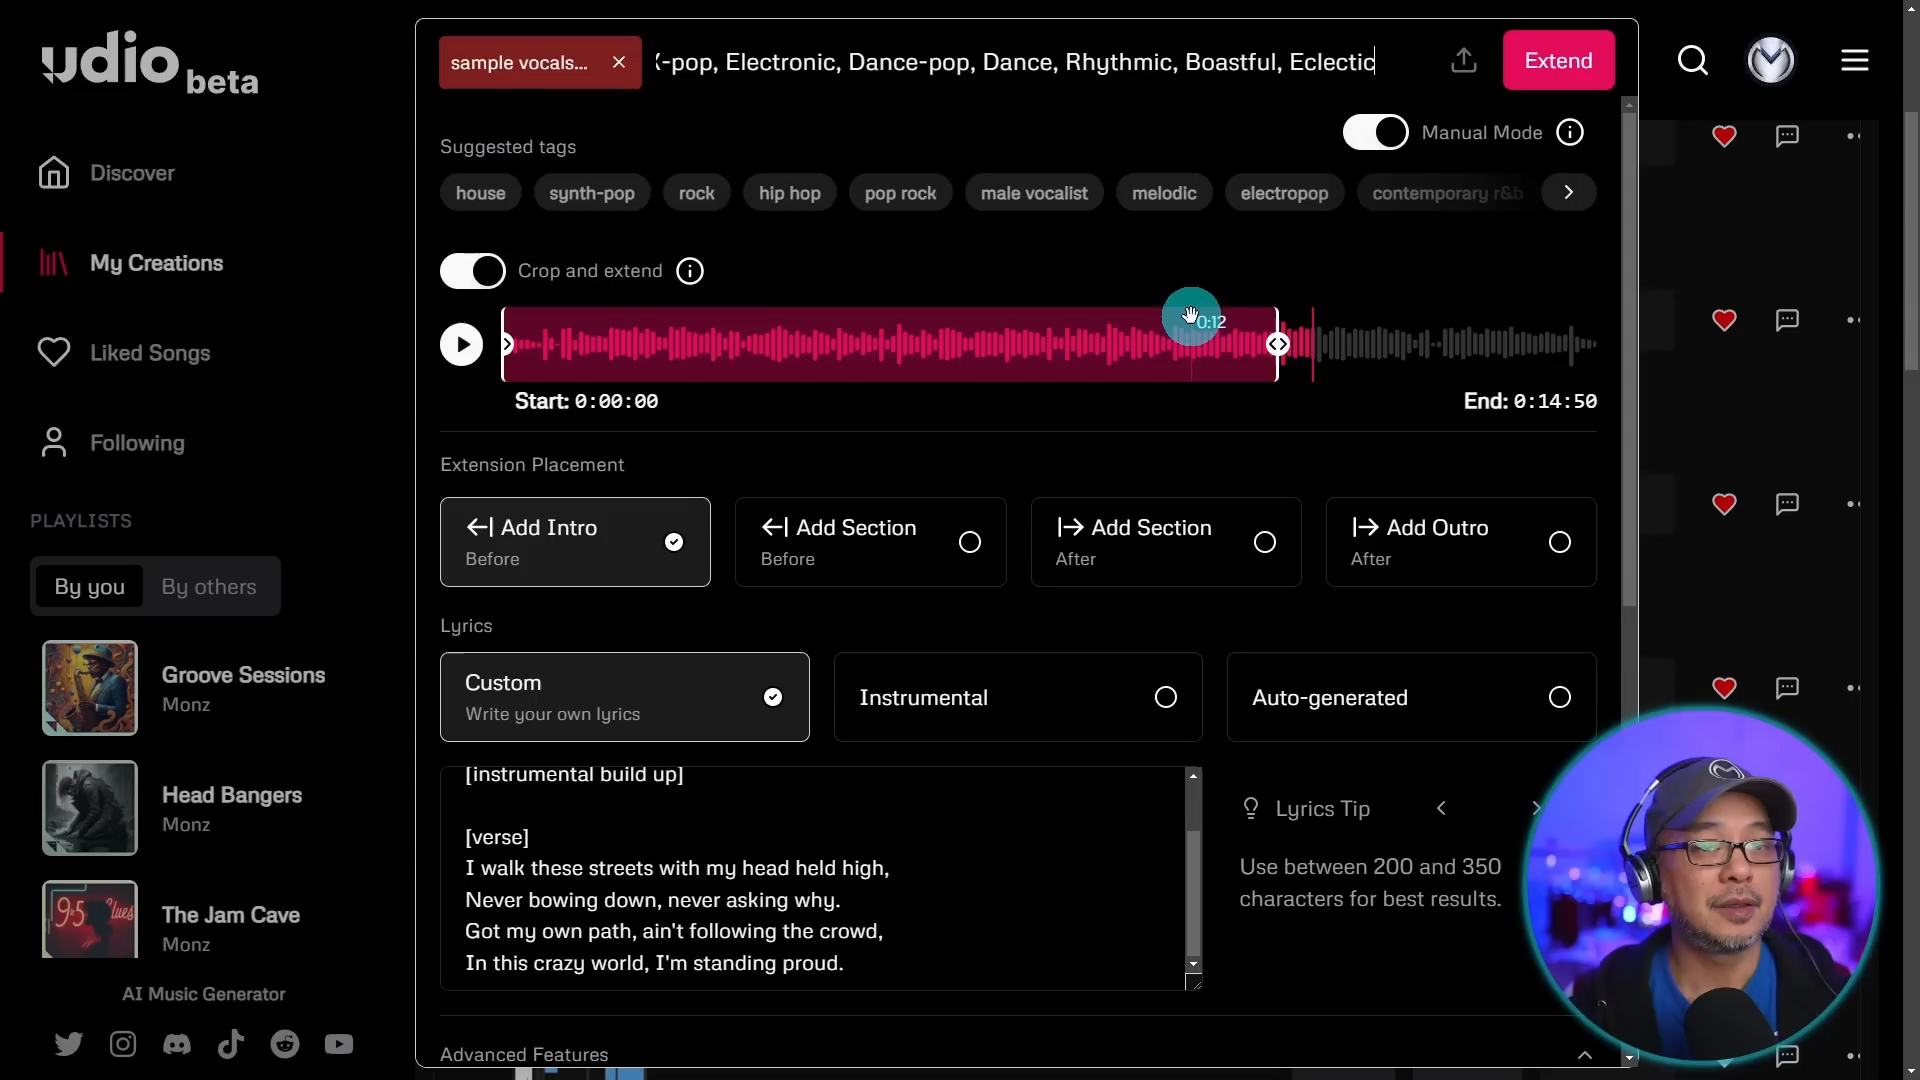 udio beta
Discover
My Creations
Liked Songs
Following
PLAYLISTS
By you
By others
Groove Sessions
Monz
Head Bangers
Monz
95 Blues
The Jam Cave
Monz
AI Music Generator
sample vocals...
-pop, Electronic, Dance-pop, Dance, Rhythmic, Boastful, Eclectic
Extend
Suggested tags
Manual Mode
house
synth-pop
rock
hip hop
pop rock
male vocalist
melodic
electropop
contemporary r&b
Crop and extend
0:12
Start: 0:00:00
End: 0:14:50
Extension Placement
Add Intro
Before
Add Section
Before
Add Section
After
Add Outro
After
Lyrics
Custom
Write your own lyrics
Instrumental
Auto-generated
[instrumental build up]
[verse]
I walk these streets with my head held high,
Never bowing down, never asking why.
Got my own path, ain't following the crowd,
In this crazy world, I'm standing proud.
Lyrics Tip
Use between 200 and 350
characters for best results.
Advanced Features